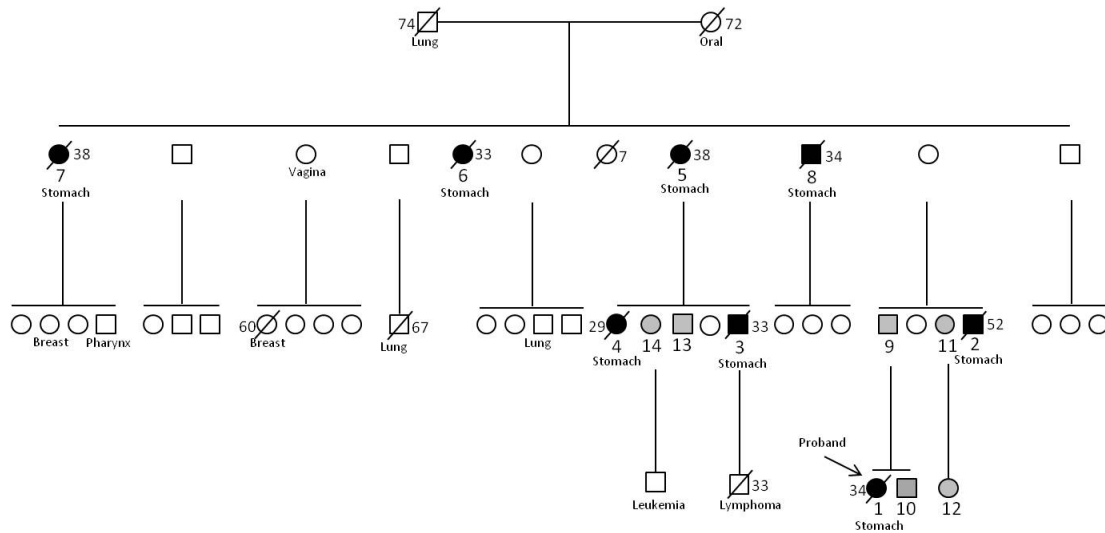 74 72
Lung Oral
38 33 7 38 34
7 Vagina 6 5 8
Stomach Stomach Stomach Stomach
60 67 29 33 52
Breast Pharynx Breast Lung Lung 4 14 13 3 9 11 2
Stomach Stomach Stomach
Proband
34 33
Leukemia Lymphoma 1 10 12
Stomach